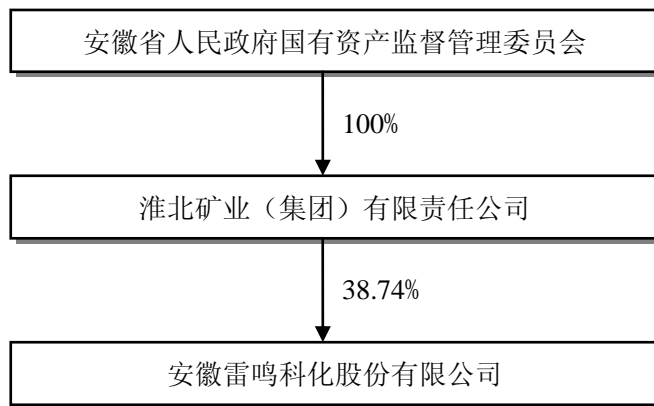 安徽省人民政府国有资产监督管理委员会
100%
淮北矿业（集团）有限责任公司
38.74%
安徽雷鸣科化股份有限公司